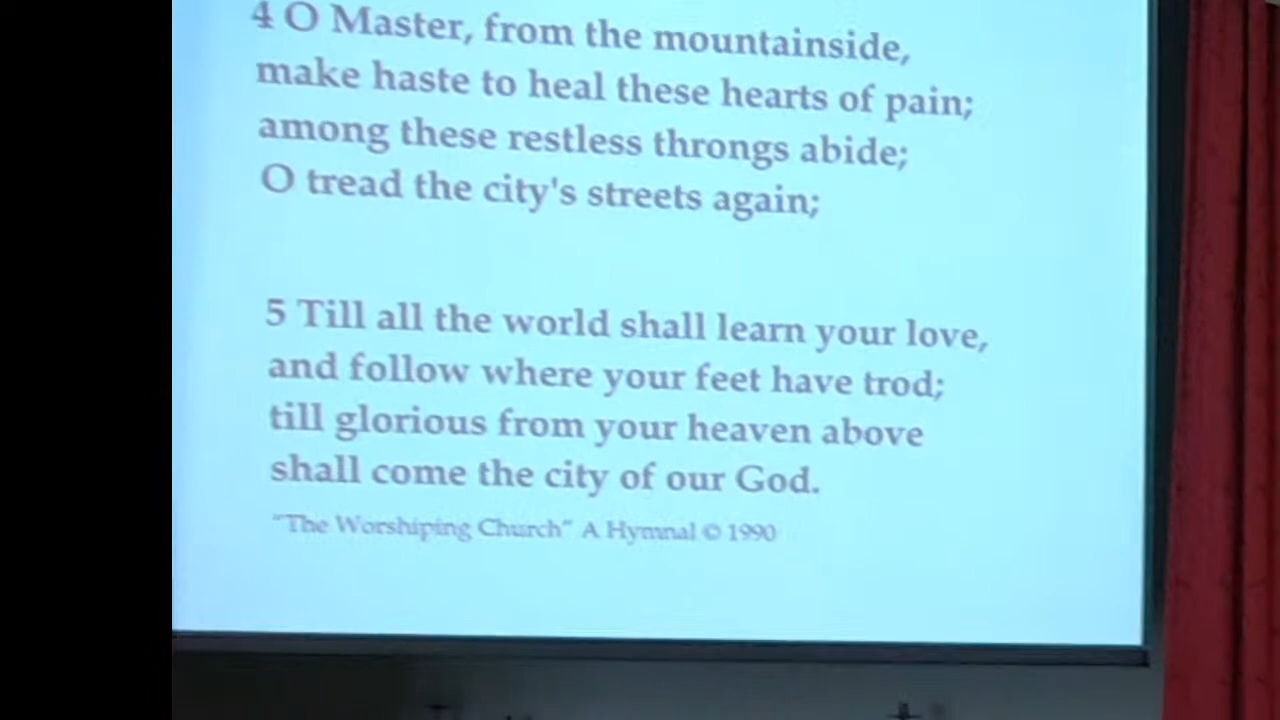 4 O Master, from the mountainside,
make haste to heal these hearts of pain;
among these restless throngs abide;
O tread the city's streets again;
5 Till all the world shall learn your love,
and follow where your feet have trod;
till glorious from your heaven above
shall come the city of our God.
"The Worshiping Church" A Hymnal © 1990